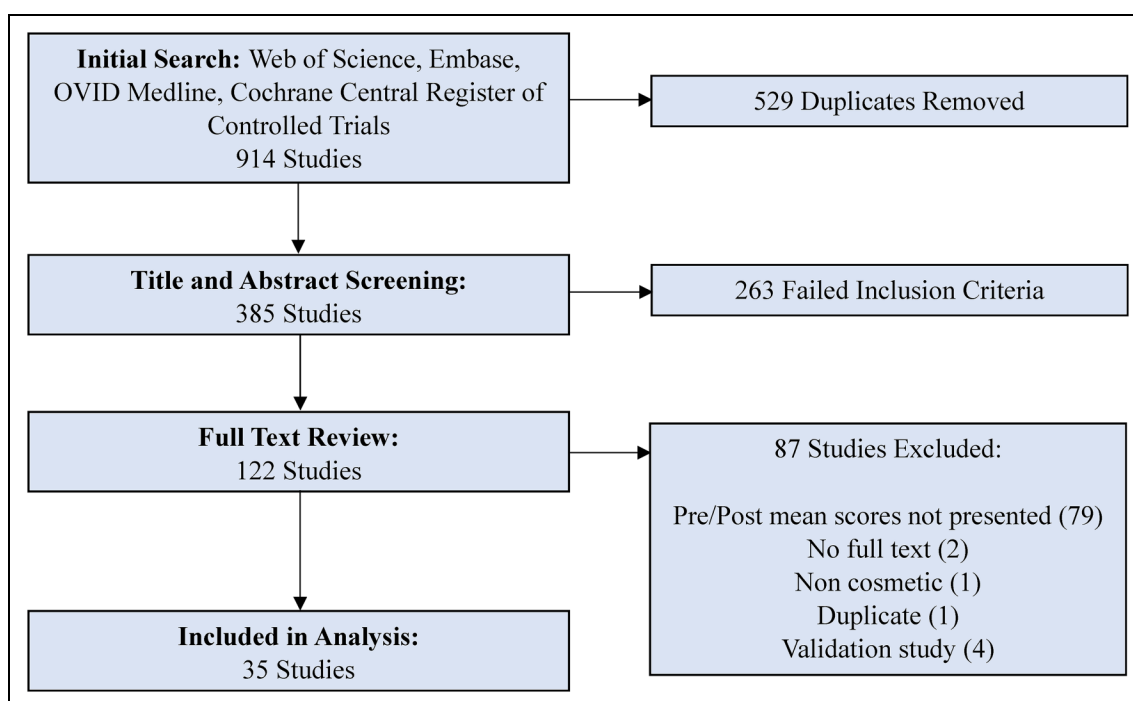 Initial Search: Web of Science, Embase,
OVID Medline, Cochrane Central Register of
Controlled Trials
914 Studies
529 Duplicates Removed
Title and Abstract Screening:
385 Studies
263 Failed Inclusion Criteria
Full Text Review:
122 Studies
87 Studies Excluded:
Pre/Post mean scores not presented (79)
No full text (2)
Non cosmetic (1)
Duplicate (1)
Validation study (4)
Included in Analysis:
35 Studies